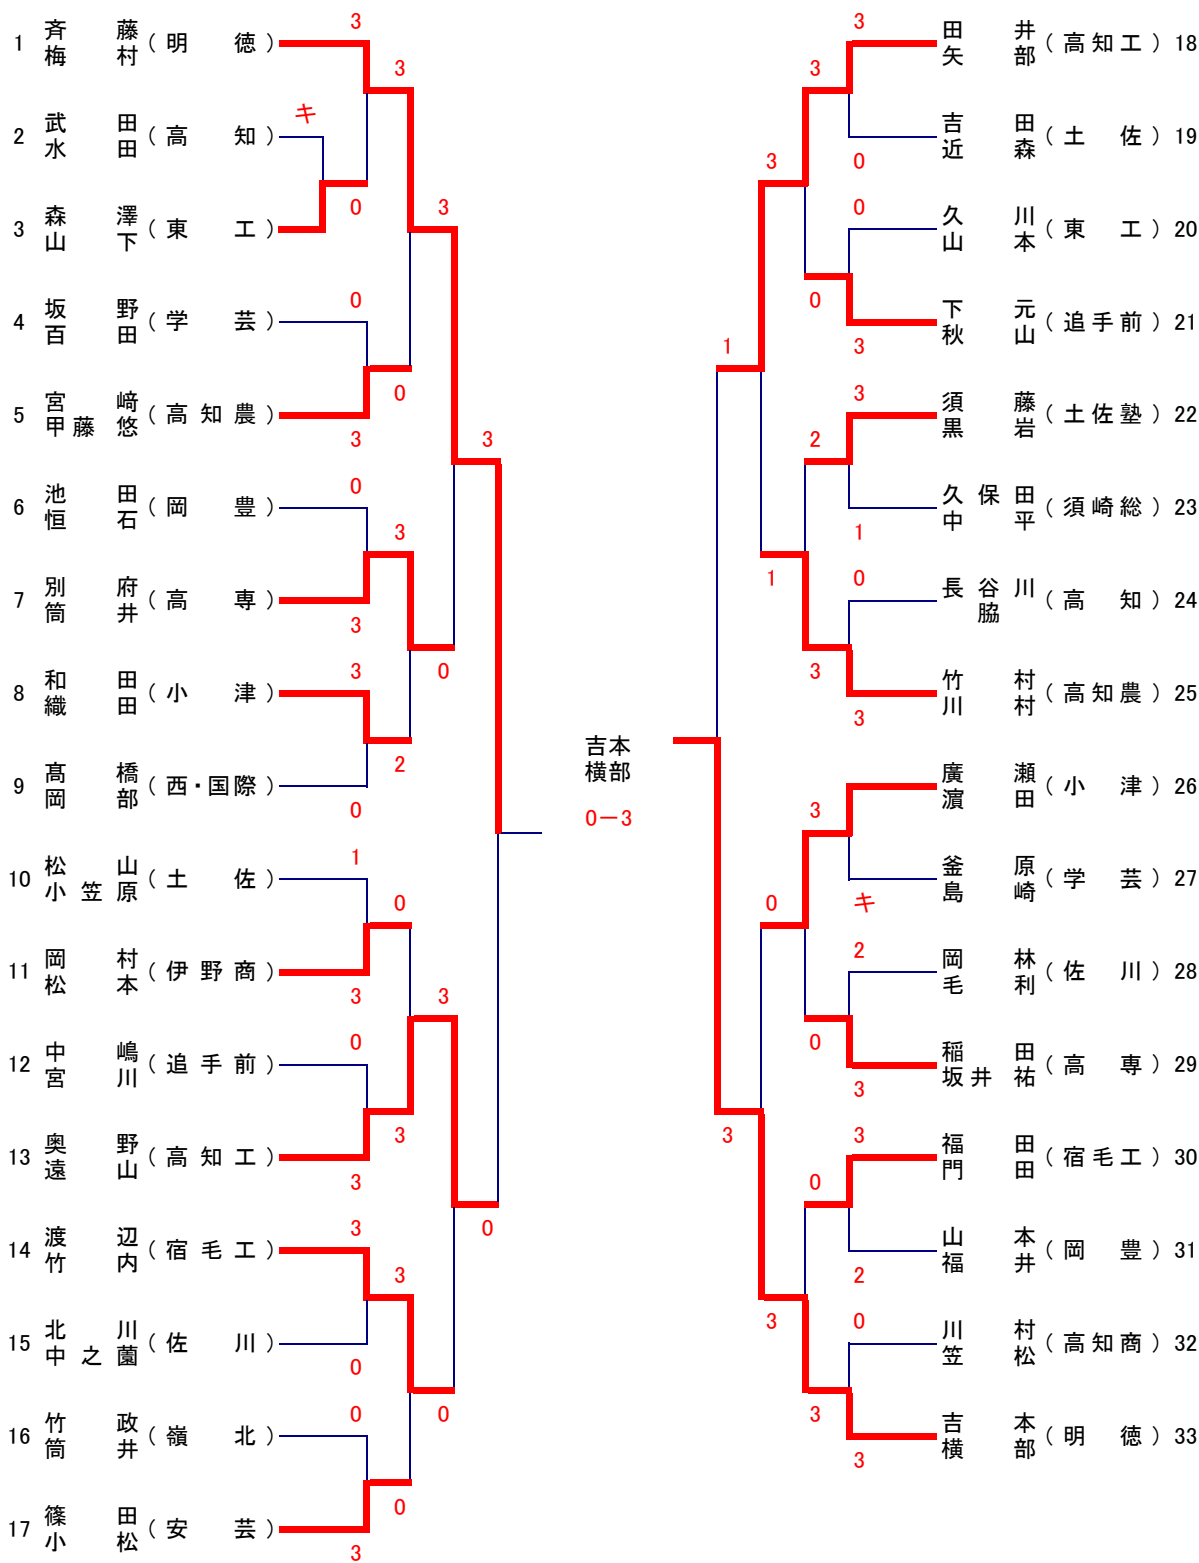 1 斉藤 梅村 (明徳) 3
3
2 武田 水田 (高知) キ
3 森澤 山下 (東工) 0
3
4 坂野 百田 (学芸) 0
0
5 宮﨑 甲藤悠 (高知農) 3
3
6 池田 恒石 (岡豊) 0
3
7 別府 筒井 (高専) 3
0
8 和田 織田 (小津) 3
2
9 髙橋 岡部 (西・国際) 0
10 松山 小笠原 (土佐) 1
0
11 岡村 松本 (伊野商) 3
3
12 中嶋 宮川 (追手前) 0
3
13 奥野 遠山 (高知工) 3
0
14 渡辺 竹内 (宿毛工) 3
3
15 北川 中之薗 (佐川) 0
0
16 竹政 筒井 (嶺北) 0
0
17 篠田 小松 (安芸) 3
吉本
横部
0－3
3 田井 矢部 (高知工) 18
3
0 吉田 近森 (土佐) 19
3
0 久川 山本 (東工) 20
0
3 下元 秋山 (追手前) 21
1
3 須藤 黒岩 (土佐塾) 22
2
1 久保田 中平 (須崎総) 23
1
0 長谷川 脇 (高知) 24
3
3 竹村 川村 (高知農) 25
廣瀬 濵田 (小津) 26
3
キ 釜原 島崎 (学芸) 27
0
2 岡林 毛利 (佐川) 28
0
3 稲田 坂井祐 (高専) 29
3
3 福田 門田 (宿毛工) 30
0
2 山本 福井 (岡豊) 31
3
0 川村 笠松 (高知商) 32
3
3 吉本 横部 (明徳) 33